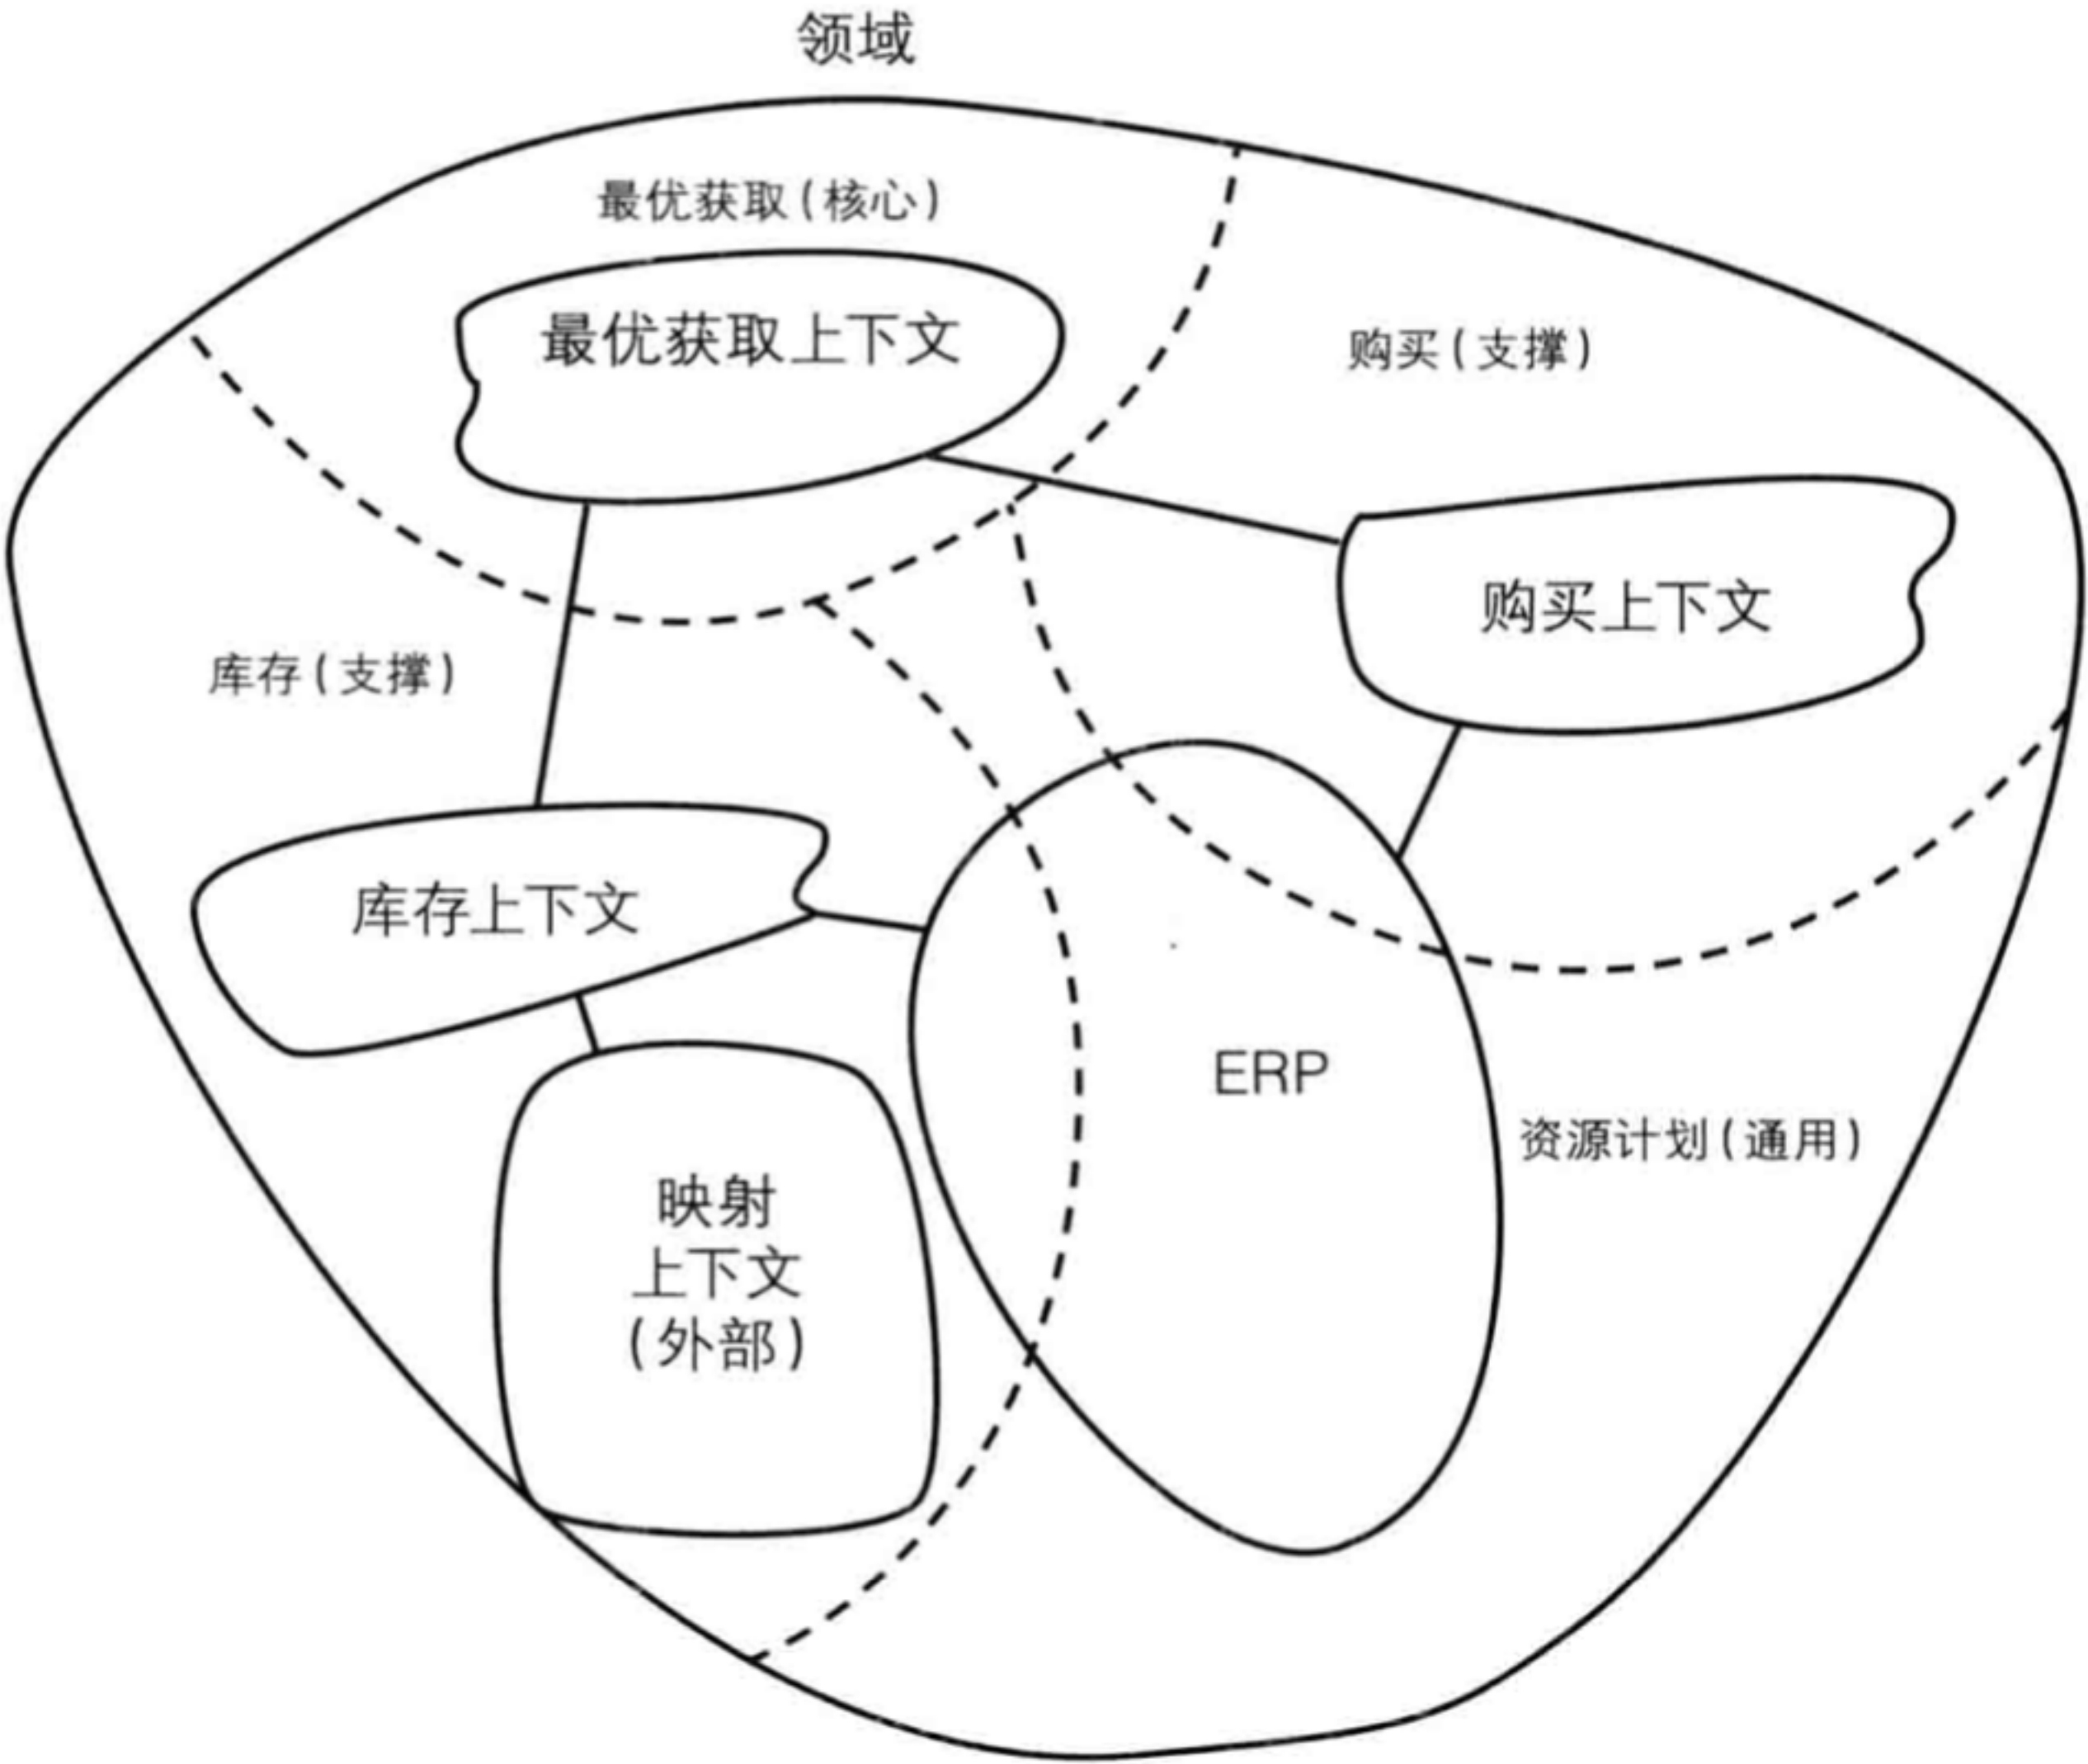 领域
最优获取(核心)
最优获取上下文
购买(支撑)
购买上下文
库存(支撑)
库存上下文
ERP
资源计划(通用)
映射
上下文
(外部)